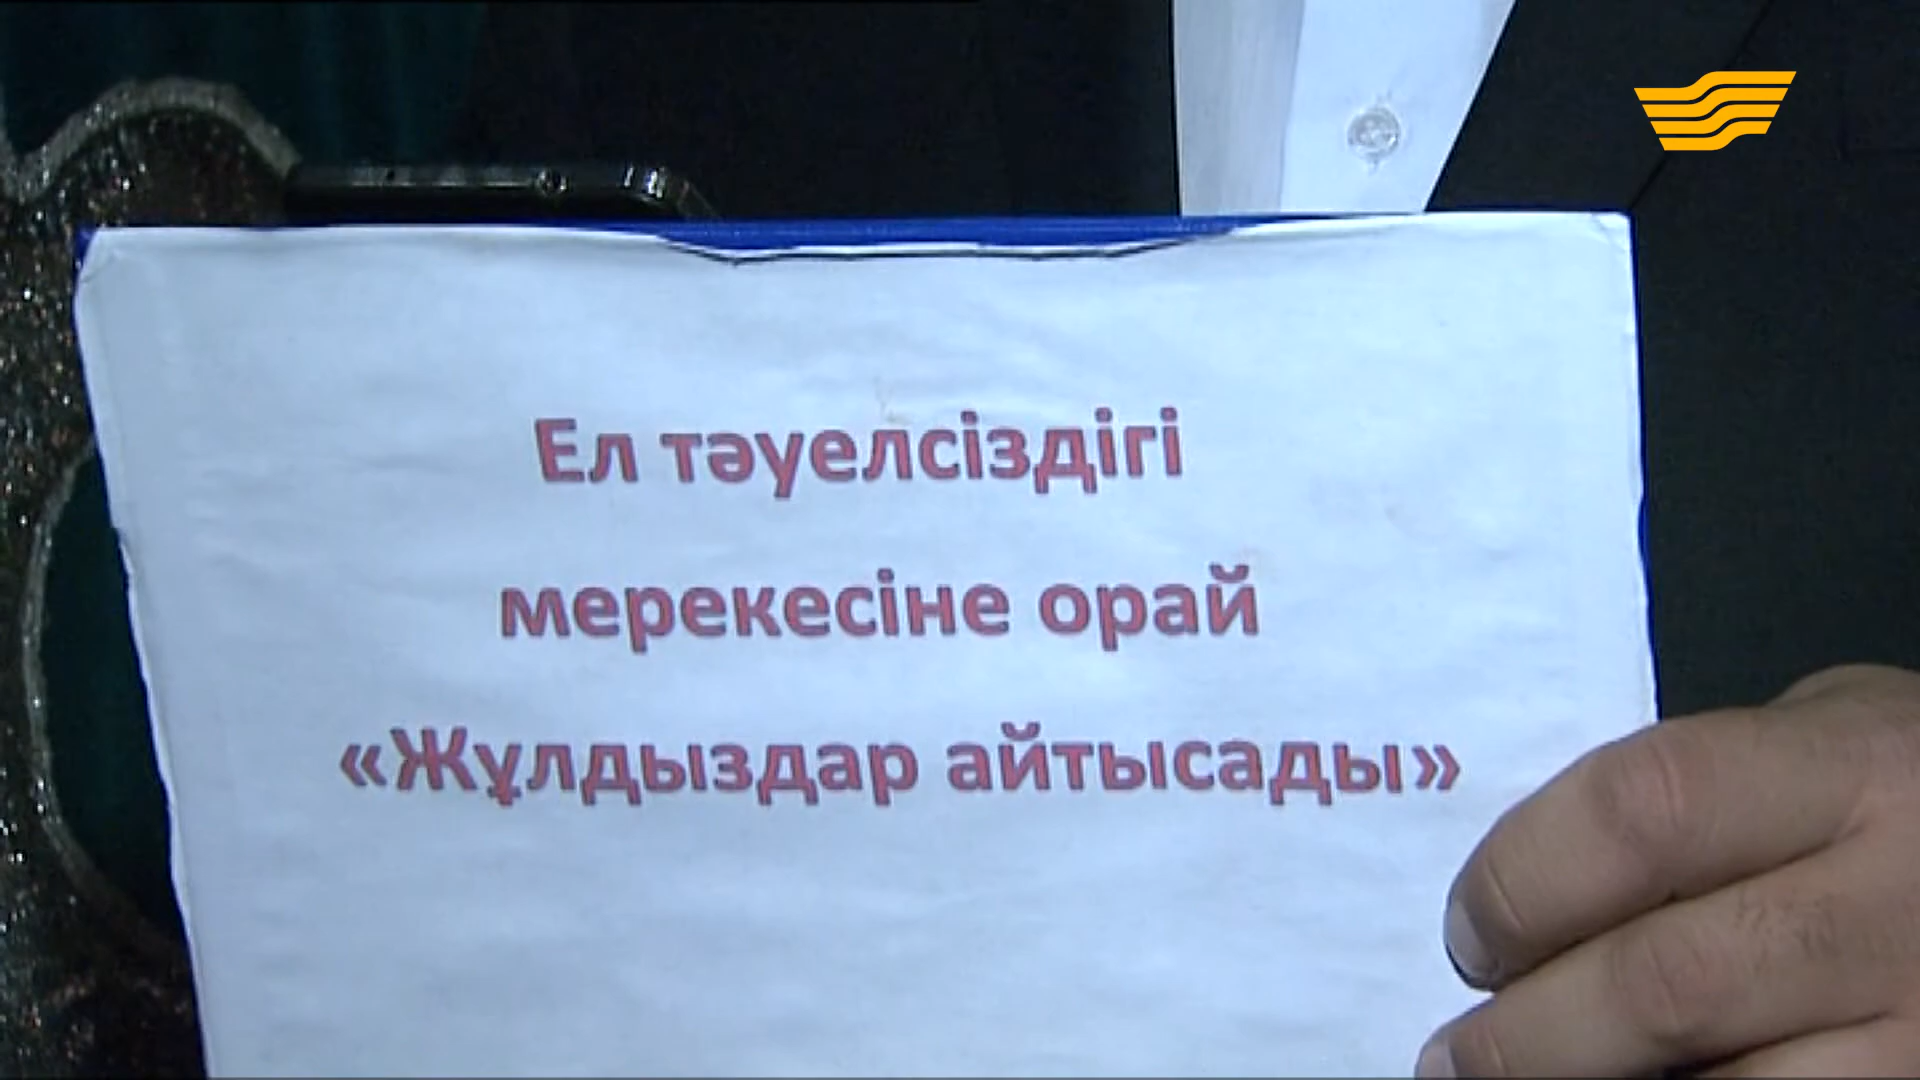 Ел тәуелсіздігі
мерекесіне орай
«Жұлдыздар айтысады»